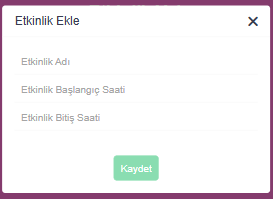 Etkinlik Ekle
Etkinlik Adı
Etkinlik Başlangıç Saati
Etkinlik Bitiş Saati
Kaydet